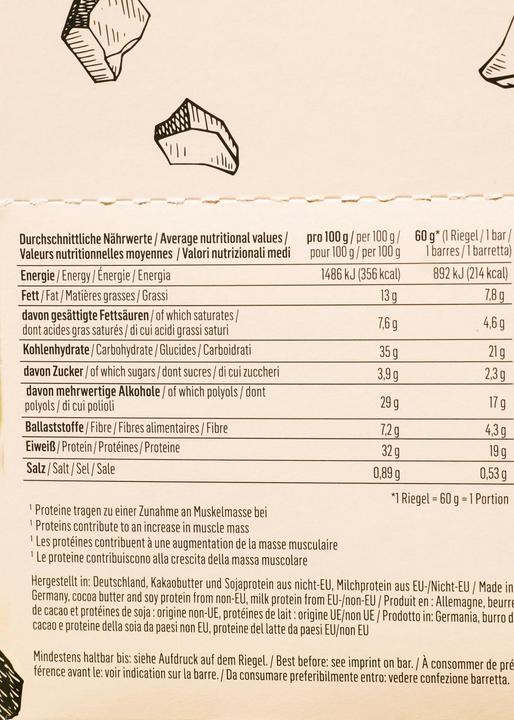 Durchschnittliche Nährwerte / Average nutritional values / pro 100 g / per 100 g / 60 g* (1 Riegel / 1 bar /
Valeurs nutritionnelles moyennes / Valori nutrizionali medi pour 100 g / per 100 g 1 barres / 1 barretta)
Energie / Energy / Énergie / Energia 1486 kJ (356 kcal) 892 kJ (214 kcal)
Fett / Fat / Matières grasses / Grassi 13 g 7,8 g
davon gesättigte Fettsäuren / of which saturates /
dont acides gras saturés / di cui acidi grassi saturi 7,6 g 4,6 g
Kohlenhydrate / Carbohydrate / Glucides / Carboidrati 35 g 21 g
davon Zucker / of which sugars / dont sucres / di cui zuccheri 3,9 g 2,3 g
davon mehrwertige Alkohole / of which polyols / dont
polyols / di cui polioli 29 g 17 g
Ballaststoffe / Fibre / Fibres alimentaires / Fibre 7,2 g 4,3 g
Eiweiß / Protein / Protéines / Proteine 32 g 19 g
Salz / Salt / Sel / Sale 0,89 g 0,53 g
*1 Riegel = 60 g = 1 Portion
¹ Proteine tragen zu einer Zunahme an Muskelmasse bei
¹ Proteins contribute to an increase in muscle mass
¹ Les protéines contribuent à une augmentation de la masse musculaire
¹ Le proteine contribuiscono alla crescita della massa muscolare
Hergestellt in: Deutschland, Kakaobutter und Sojaprotein aus nicht-EU, Milchprotein aus EU-/Nicht-EU / Made in
Germany, cocoa butter and soy protein from non-EU, milk protein from EU-/non-EU / Produit en : Allemagne, beurre
de cacao et protéines de soja : origine non-UE, protéines de lait : origine UE/non UE / Prodotto in: Germania, burro d
cacao e proteine della soia da paesi non EU, proteine del latte da paesi EU/non EU
Mindestens haltbar bis: siehe Aufdruck auf dem Riegel. / Best before: see imprint on bar. / À consommer de pré
férence avant le: voir indication sur la barre. / Da consumare preferibilmente entro: vedere confezione barretta.